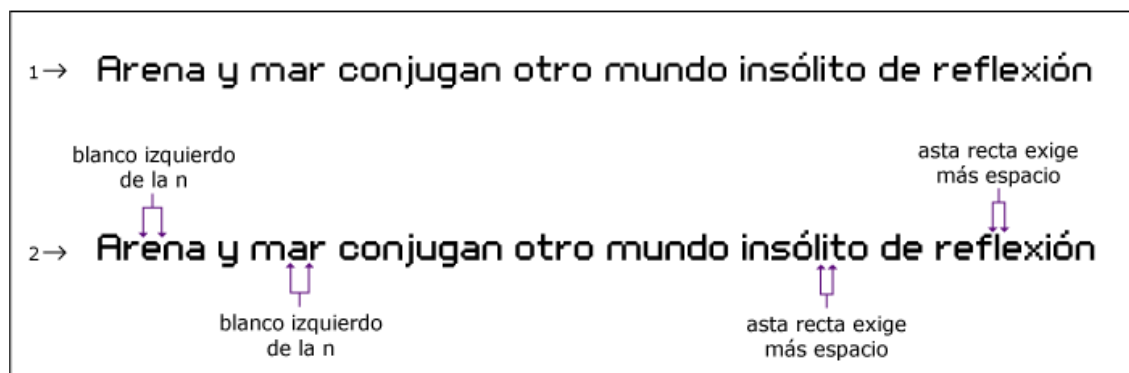 1→ Arena y mar conjugan otro mundo insólito de reflexión
blanco izquierdo
de la n
asta recta exige
más espacio
2→ Arena y mar conjugan otro mundo insólito de reflexión
blanco izquierdo
de la n
asta recta exige
más espacio